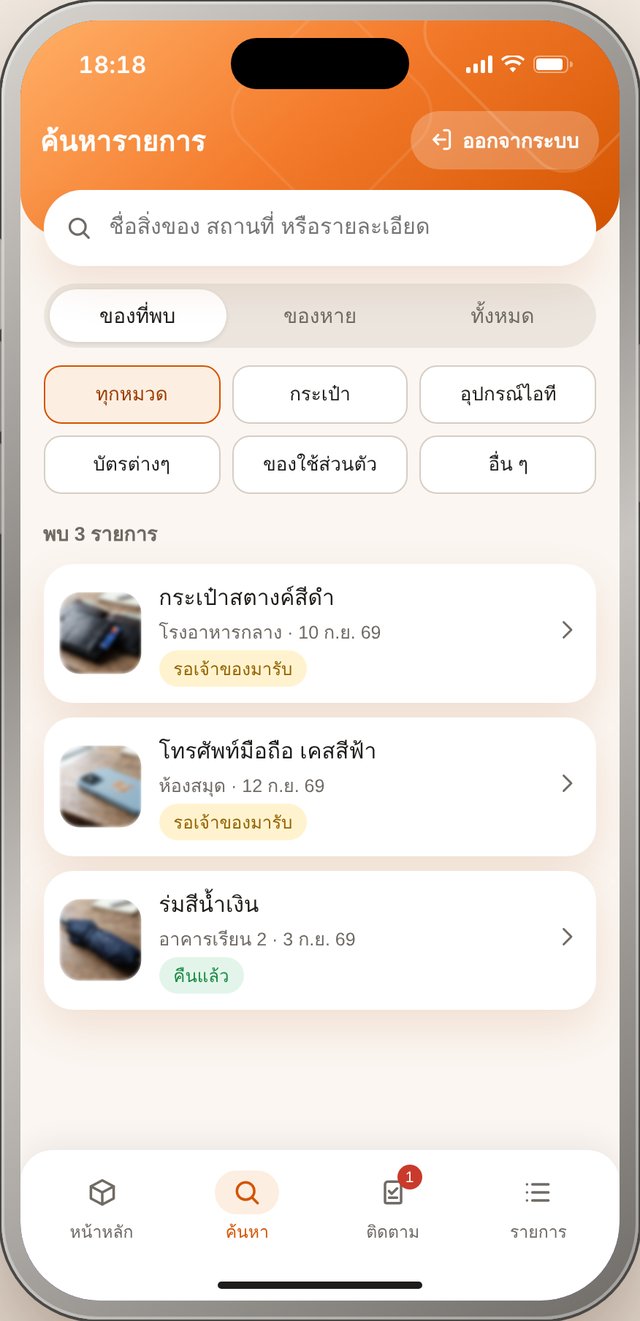 18:18
ค้นหารายการ
ออกจากระบบ
ชื่อสิ่งของ สถานที่ หรือรายละเอียด
ของที่พบ ของหาย ทั้งหมด
ทุกหมวด กระเป๋า อุปกรณ์ไอที
บัตรต่างๆ ของใช้ส่วนตัว อื่น ๆ
พบ 3 รายการ
กระเป๋าสตางค์สีดำ
โรงอาหารกลาง · 10 ก.ย. 69
รอเจ้าของมารับ
โทรศัพท์มือถือ เคสสีฟ้า
ห้องสมุด · 12 ก.ย. 69
รอเจ้าของมารับ
ร่มสีน้ำเงิน
อาคารเรียน 2 · 3 ก.ย. 69
คืนแล้ว
1
หน้าหลัก ค้นหา ติดตาม รายการ